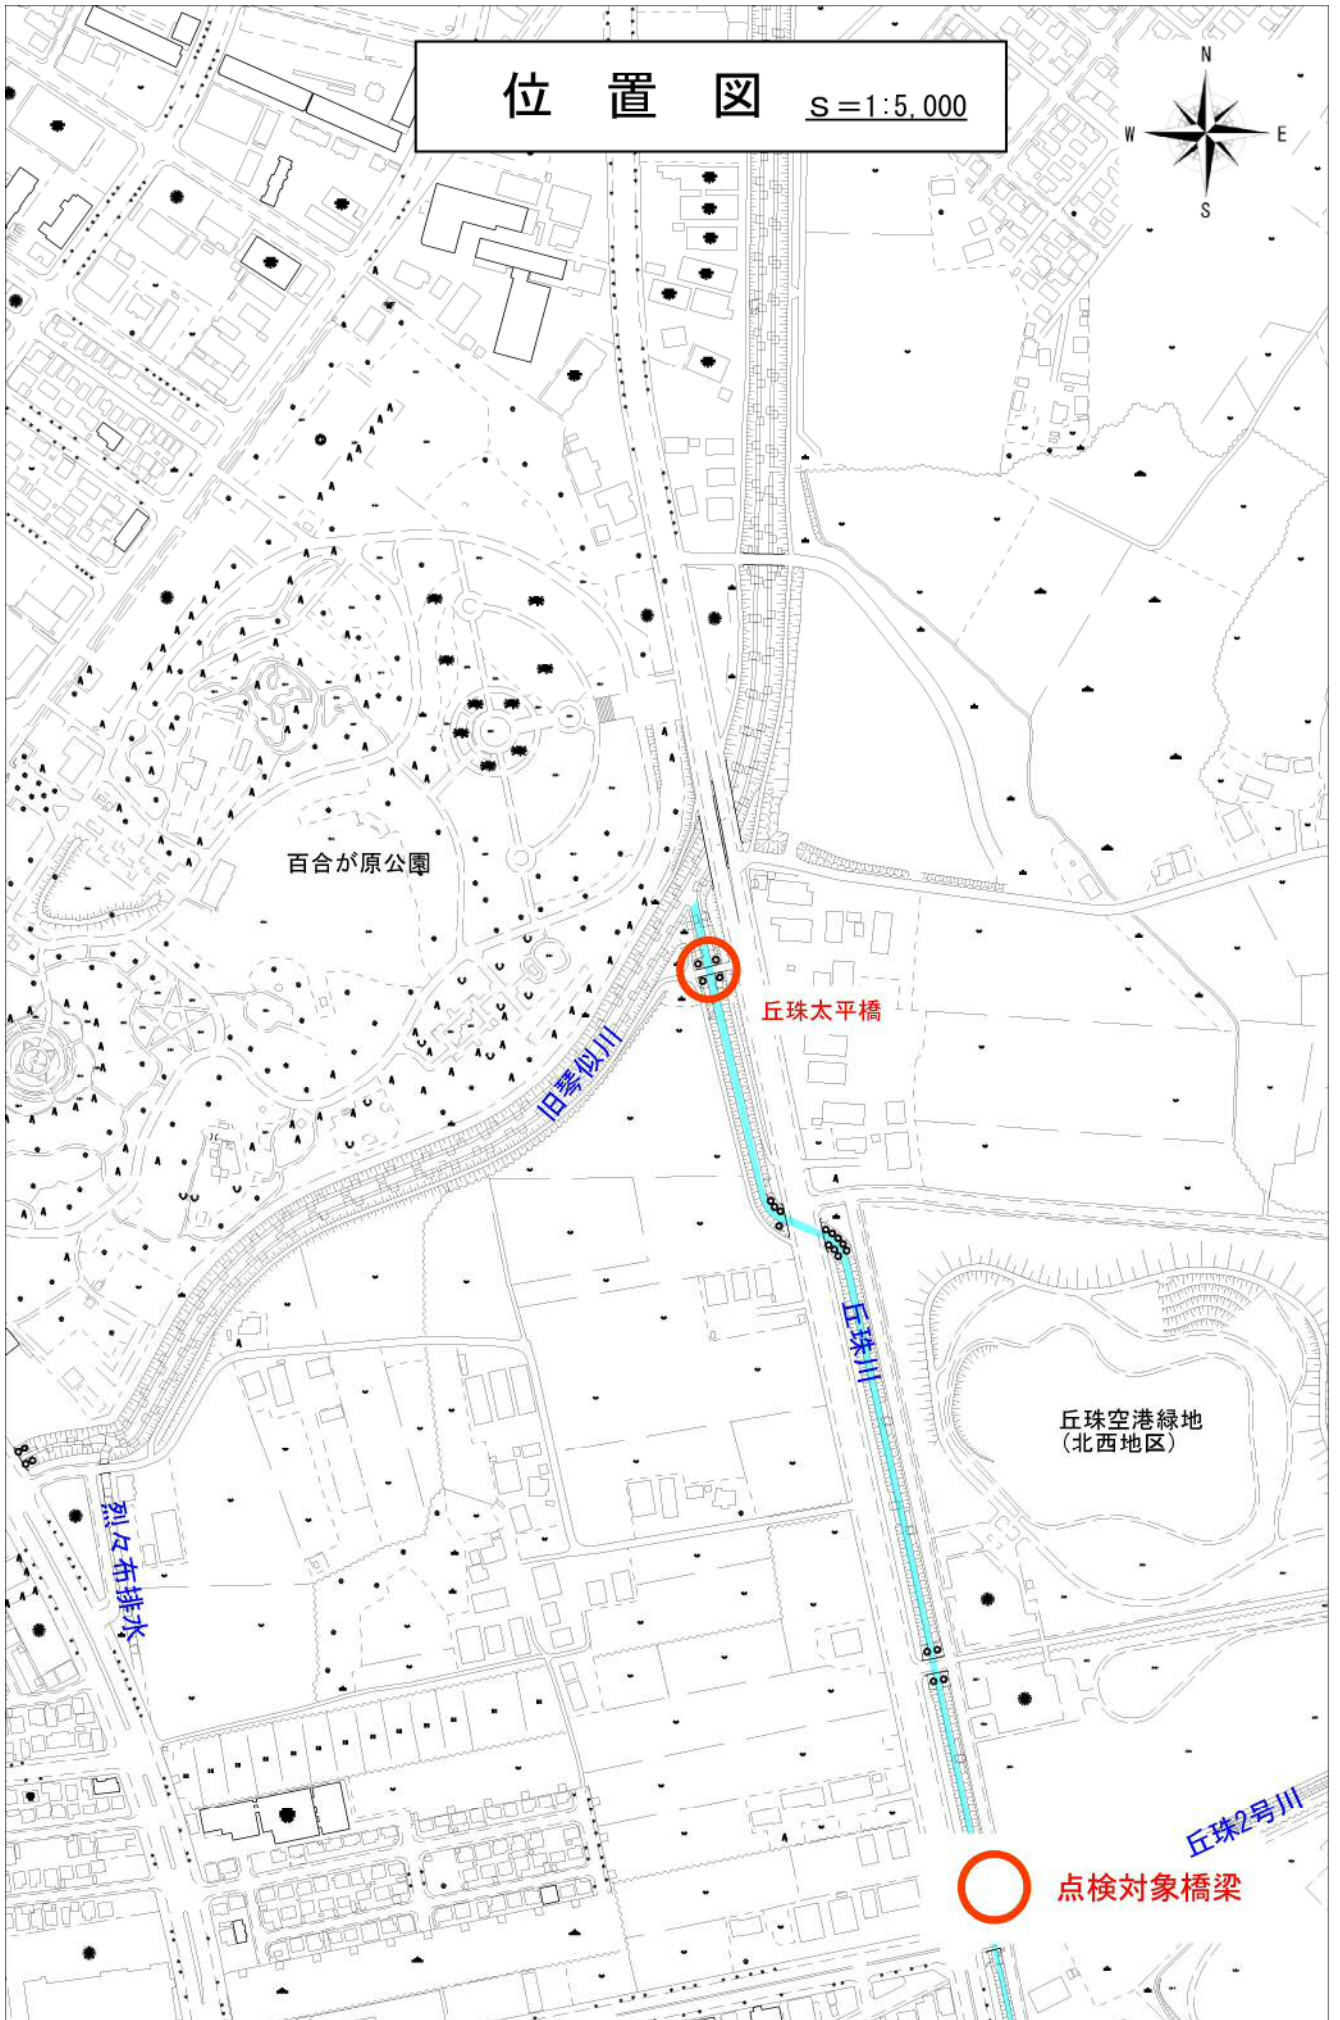 位 置 図 S=1:5,000
N
W E
S
百合が原公園
丘珠太平橋
旧琴似川
丘珠川
丘珠空港緑地
(北西地区)
烈々布排水
丘珠2号川
点検対象橋梁